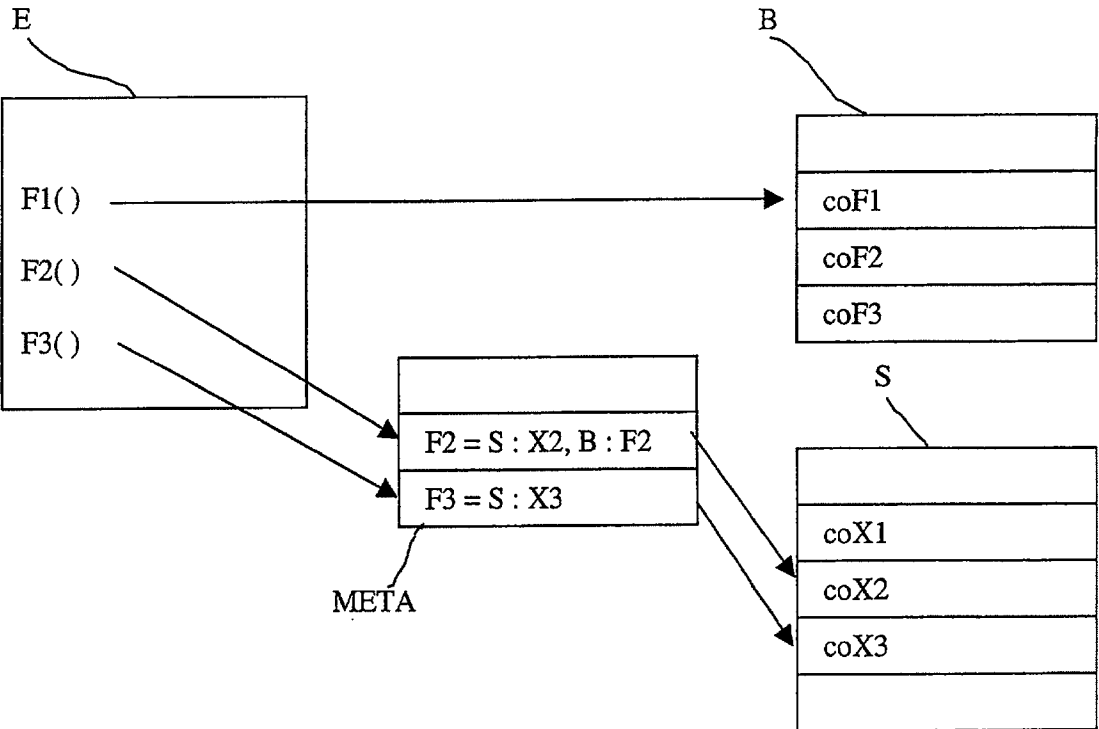 E
B
F1( )
F2( )
F3( )
coF1
coF2
coF3
S
F2 = S : X2, B : F2
F3 = S : X3
META
coX1
coX2
coX3